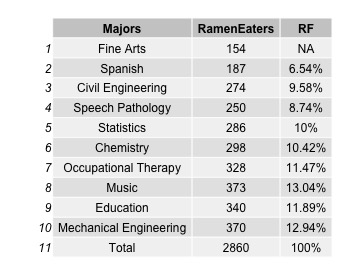 Majors RamenEaters RF
1 Fine Arts 154 NA
2 Spanish 187 6.54%
3 Civil Engineering 274 9.58%
4 Speech Pathology 250 8.74%
5 Statistics 286 10%
6 Chemistry 298 10.42%
7 Occupational Therapy 328 11.47%
8 Music 373 13.04%
9 Education 340 11.89%
10 Mechanical Engineering 370 12.94%
11 Total 2860 100%